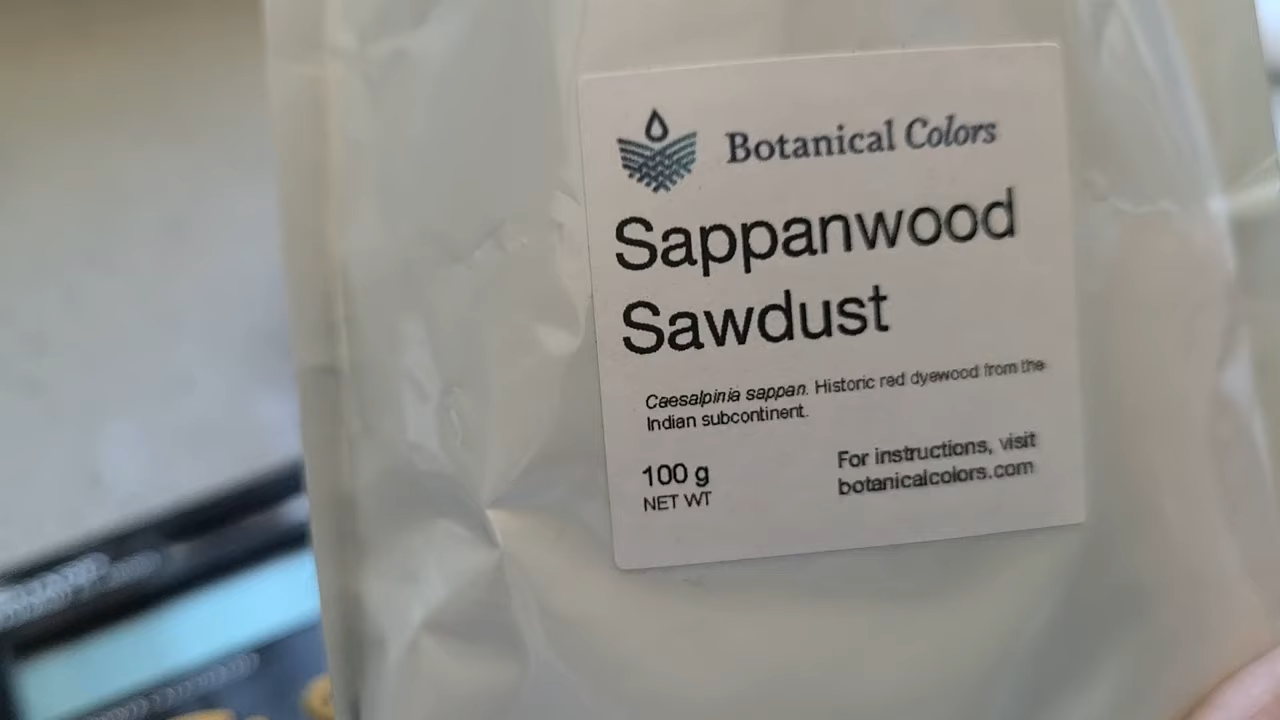 Botanical Colors
Sappanwood
Sawdust
Caesalpinia sappan. Historic red dyewood from the
Indian subcontinent.
100 g
NET WT
For instructions, visit
botanicalcolors.com